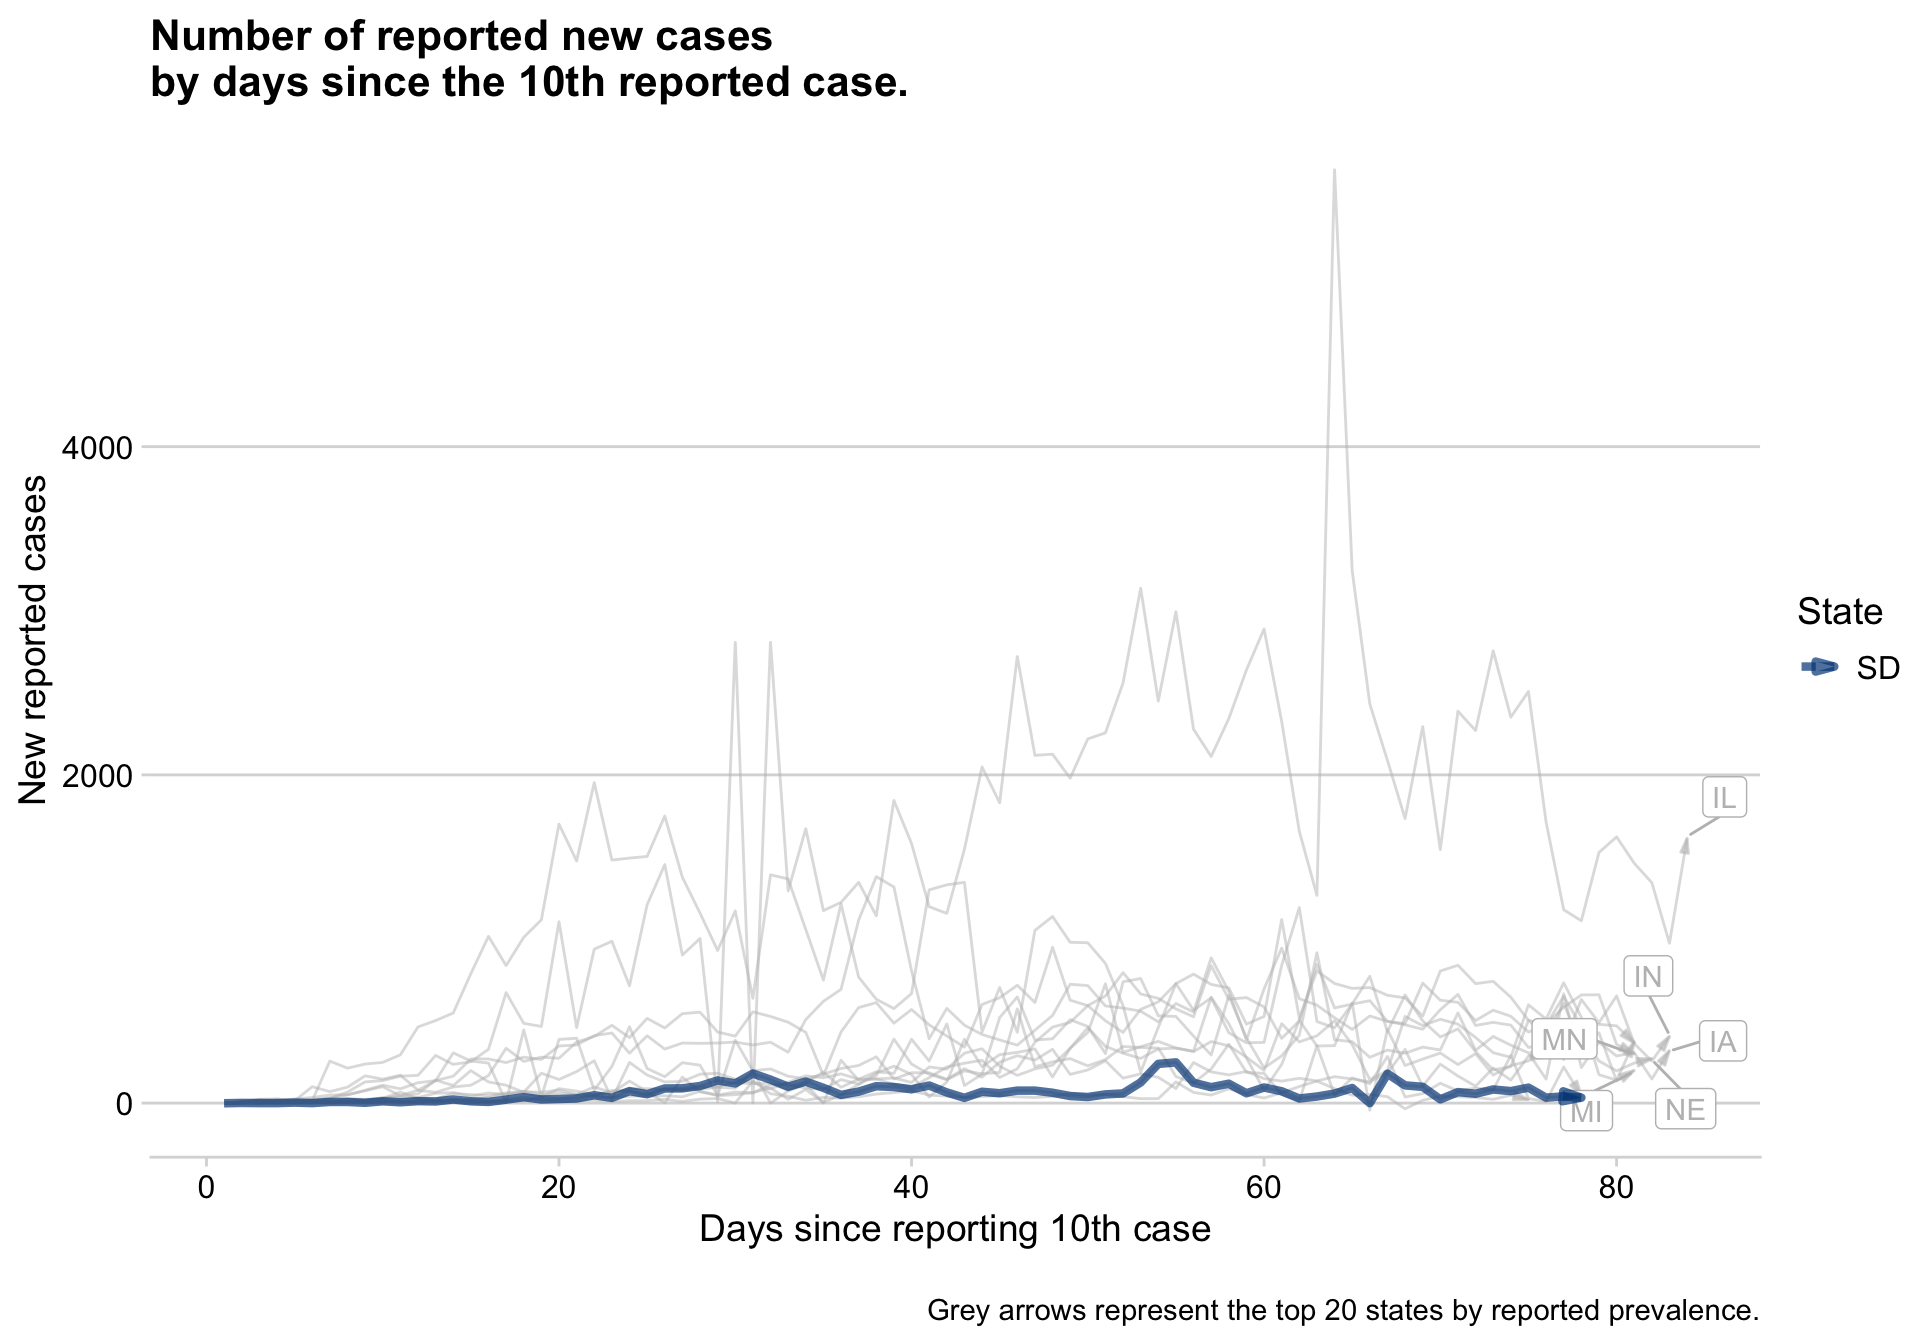 Number of reported new cases
by days since the 10th reported case.
New reported cases
4000
2000
0
0
20
40
60
80
Days since reporting 10th case
IL
IN
MN
IA
MI
NE
State
SD
Grey arrows represent the top 20 states by reported prevalence.